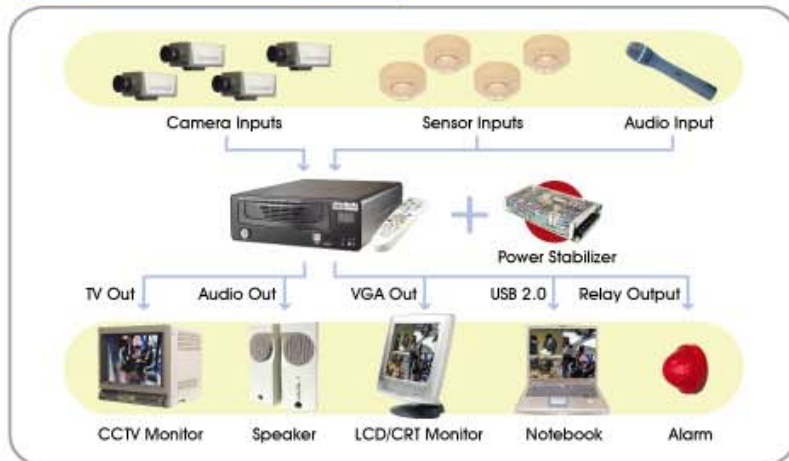 Camera Inputs
Sensor Inputs
Audio Input
Power Stabilizer
TV Out
Audio Out
VGA Out
USB 2.0
Relay Output
CCTV Monitor
Speaker
LCD/CRT Monitor
Notebook
Alarm